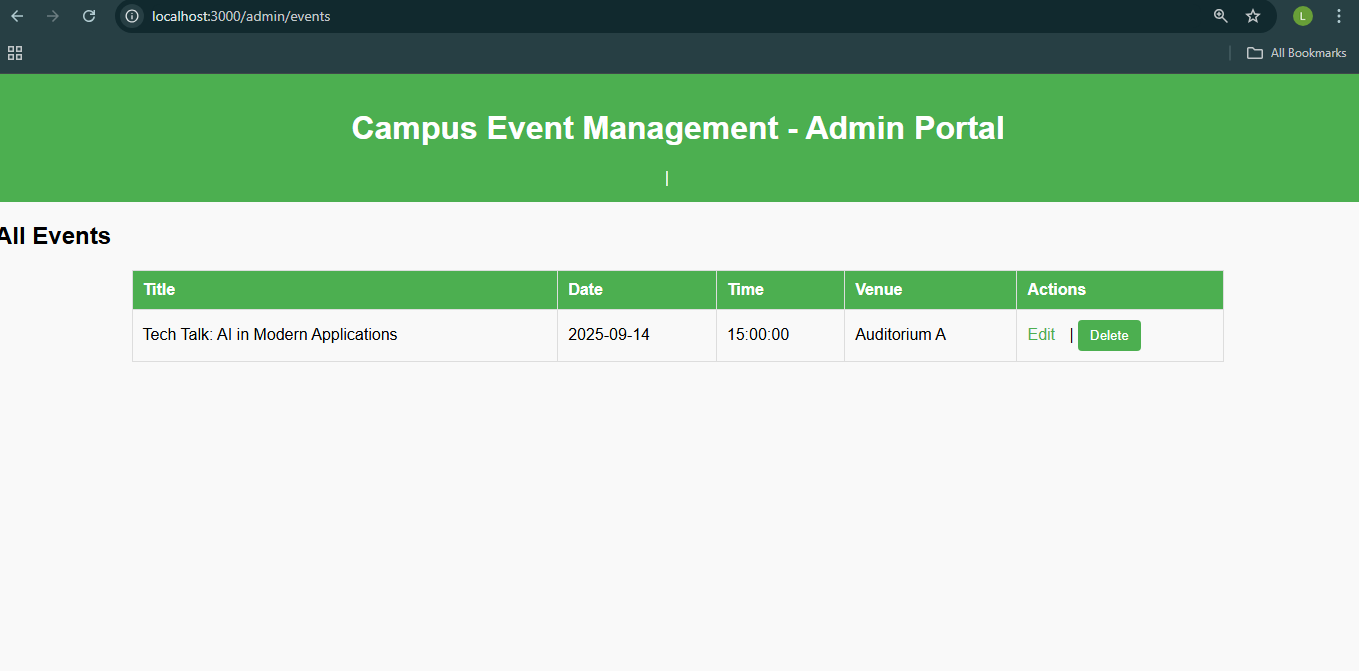 localhost:3000/admin/events
L
All Bookmarks
Campus Event Management - Admin Portal
|
All Events
Title Date Time Venue Actions
Tech Talk: AI in Modern Applications 2025-09-14 15:00:00 Auditorium A Edit | Delete